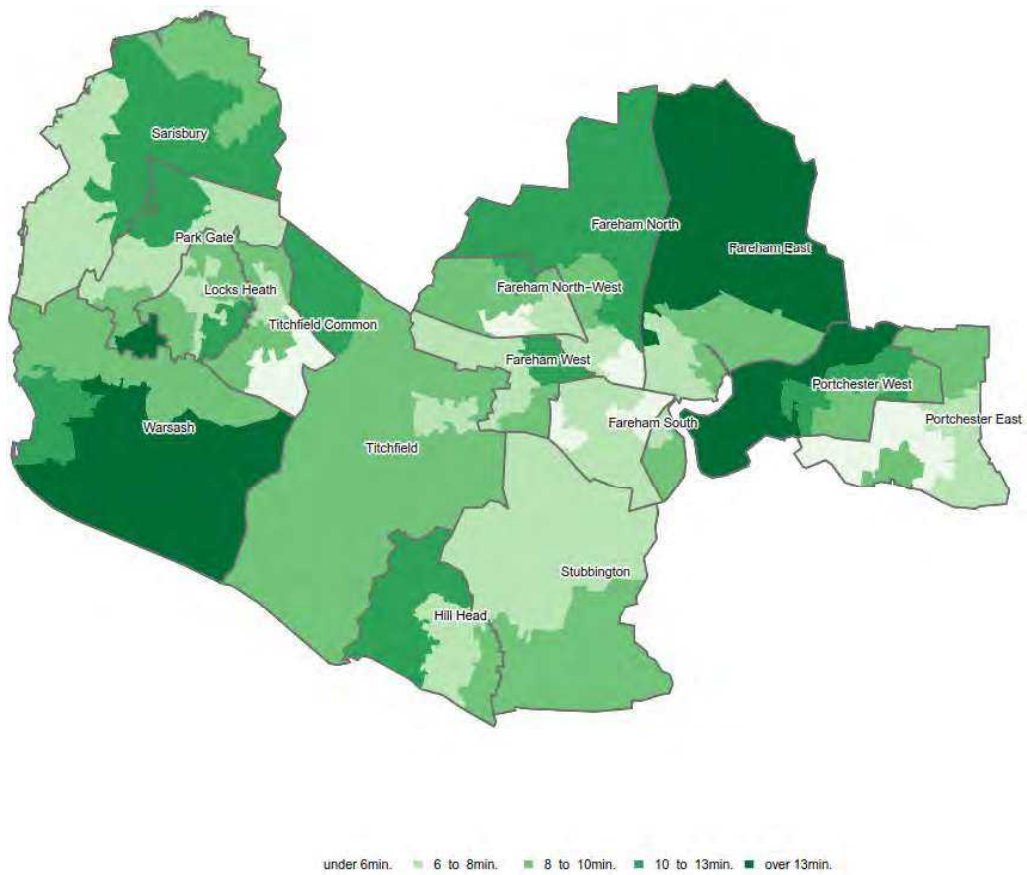 Sarisbury
Fareham North
Park Gate
Fareham East
Locks Heath
Fareham North-West
Titchfield Common
Fareham West
Portchester West
Warsash
Fareham South
Portchester East
Titchfield
Stubbington
Hill Head
under 6min. 6 to 8min. 8 to 10min. 10 to 13min. over 13min.